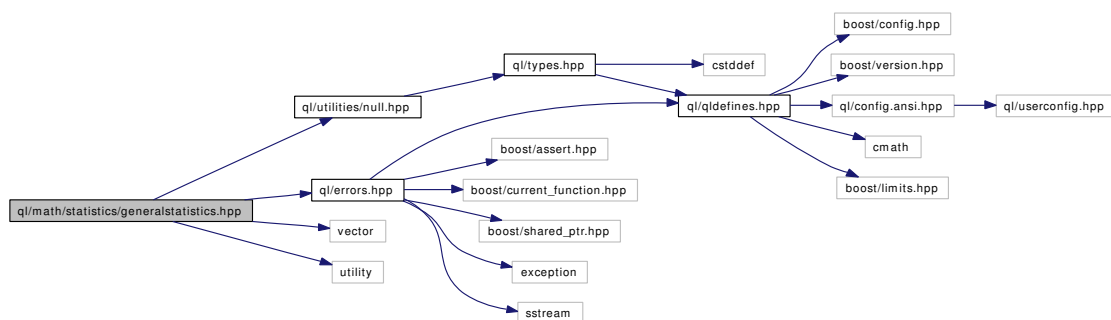 boost/config.hpp
ql/types.hpp
cstddef
boost/version.hpp
ql/utilities/null.hpp
ql/qldefines.hpp
ql/config.ansi.hpp
ql/userconfig.hpp
boost/assert.hpp
cmath
ql/errors.hpp
boost/current_function.hpp
boost/limits.hpp
ql/math/statistics/generalstatistics.hpp
vector
boost/shared_ptr.hpp
utility
exception
sstream